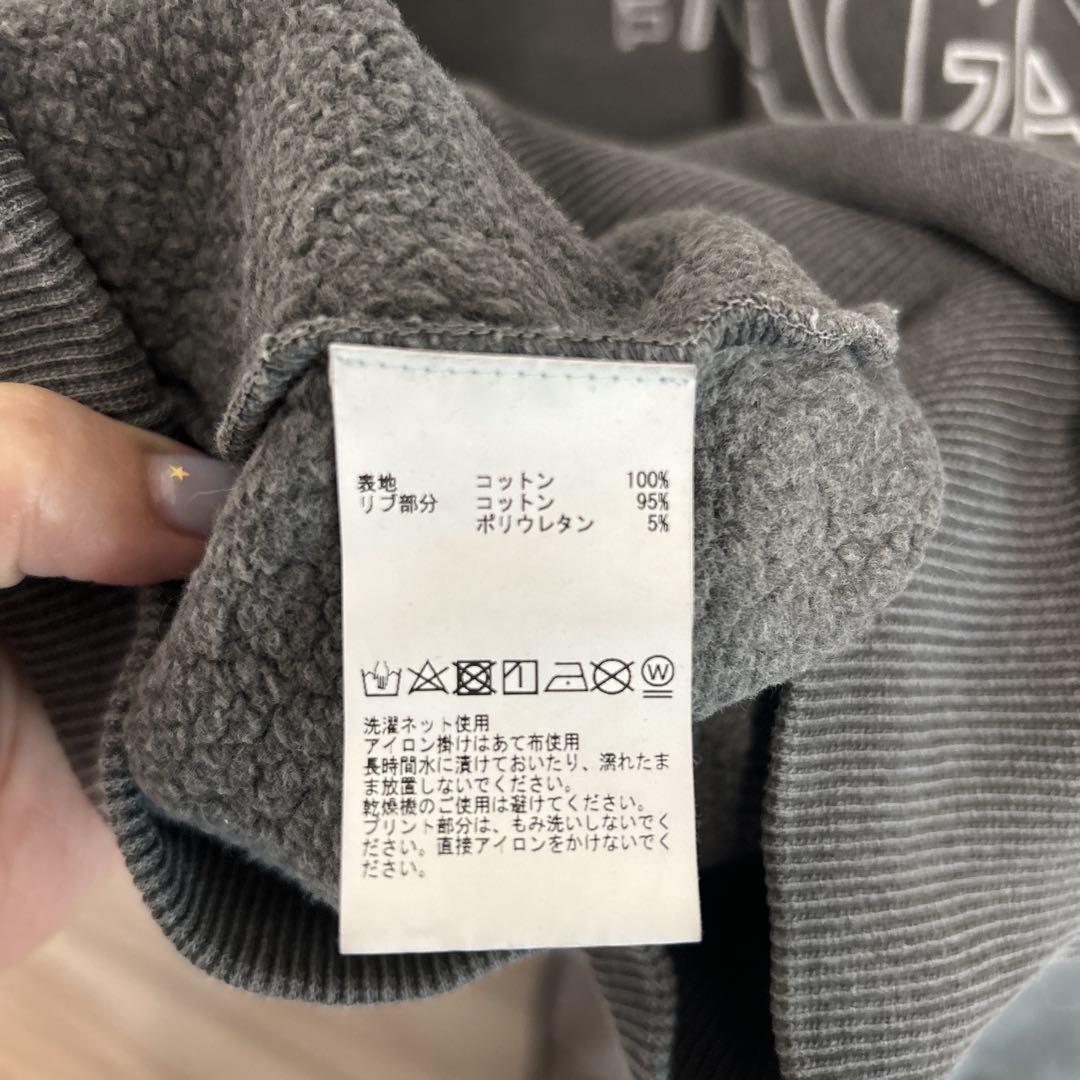 表地 コットン 100%
リブ部分 コットン 95%
ポリウレタン 5%
W
洗濯ネット使用
アイロン掛けはあて布使用
長時間水に漬けておいたり、濡れたま
ま放置しないでください。
乾燥機のご使用は避けてください。
プリント部分は、もみ洗いしないでく
ださい。直接アイロンをかけないでく
ださい。